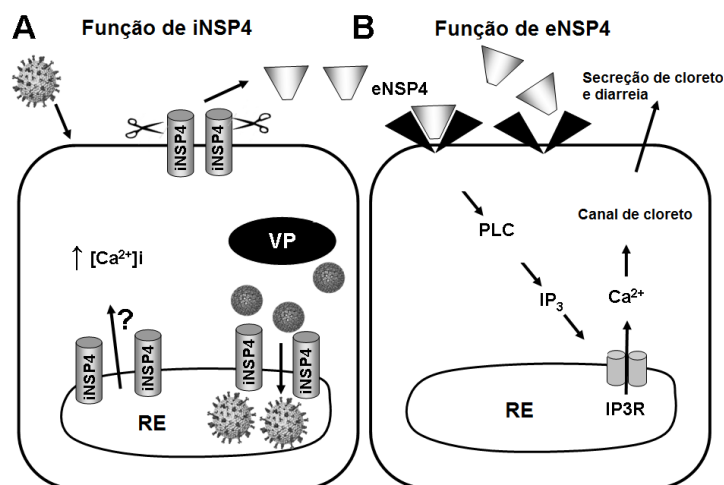 A
Função de iNSP4
iNSP4
iNSP4
eNSP4
VP
↑ [Ca²⁺]i
?
iNSP4
iNSP4
iNSP4
iNSP4
RE
B
Função de eNSP4
Secreção de cloreto
e diarreia
Canal de cloreto
PLC
IP₃
Ca²⁺
IP3R
RE